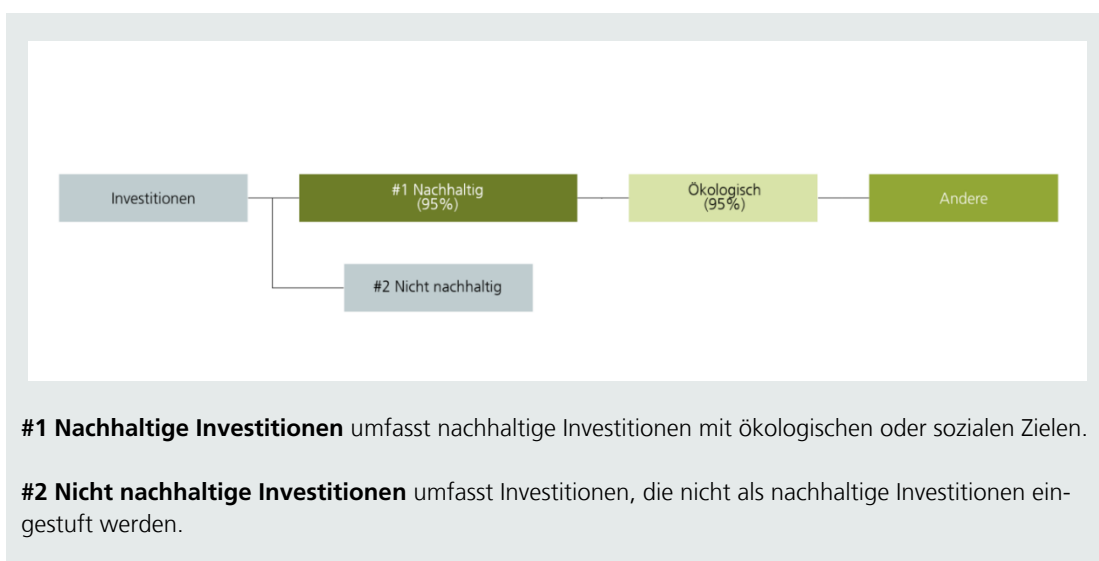 Investitionen
#1 Nachhaltig
(95%)
Ökologisch
(95%)
Andere
#2 Nicht nachhaltig
#1 Nachhaltige Investitionen umfasst nachhaltige Investitionen mit ökologischen oder sozialen Zielen.
#2 Nicht nachhaltige Investitionen umfasst Investitionen, die nicht als nachhaltige Investitionen ein-
gestuft werden.